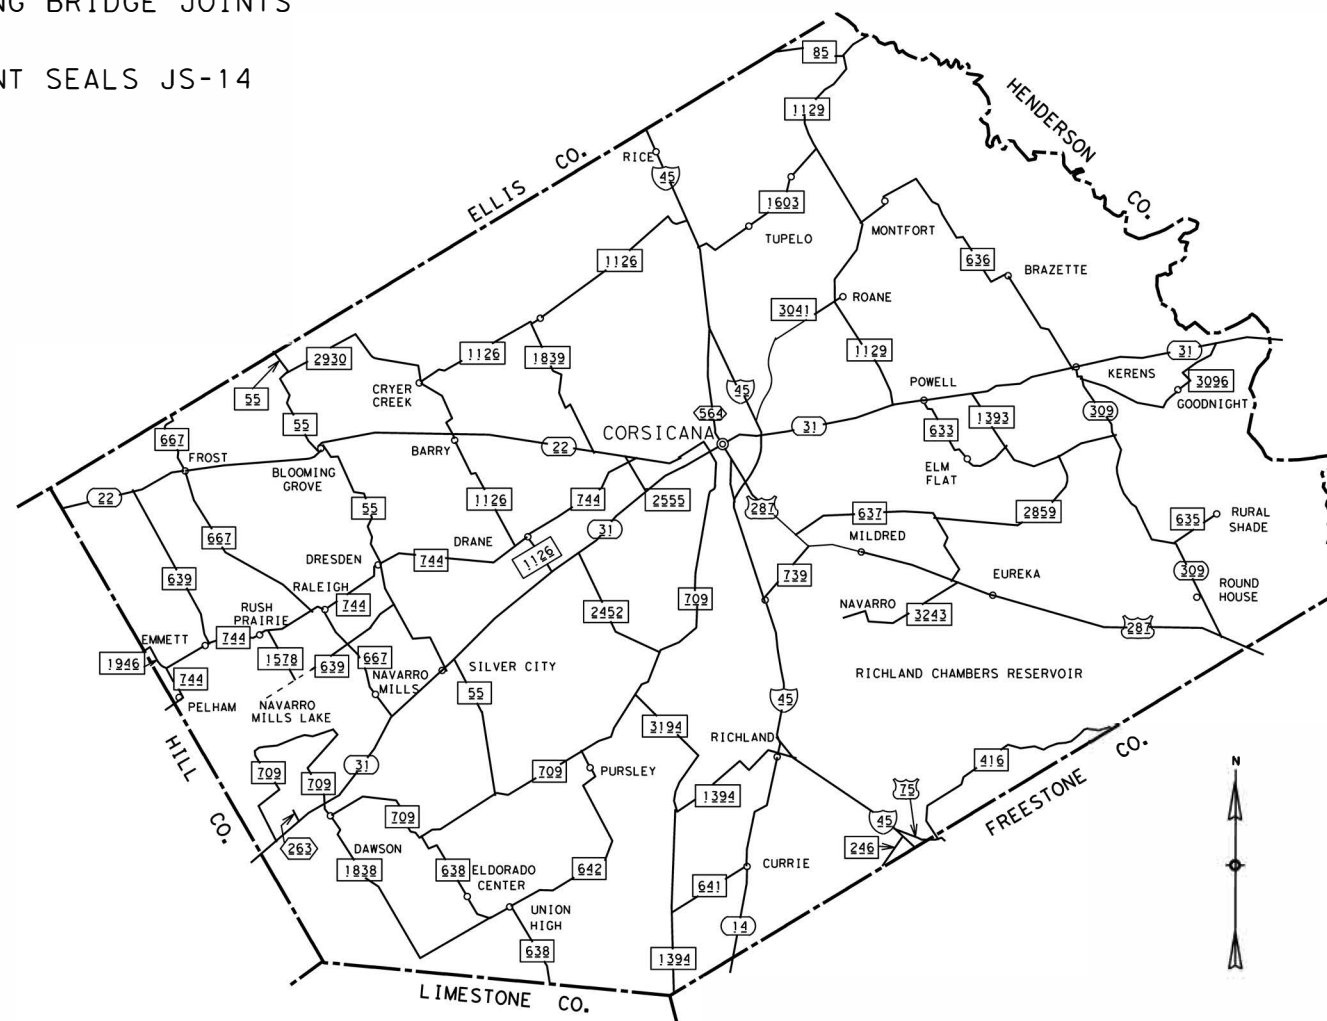 NG BRIDGE JOINTS
NT SEALS JS-14
85
HENDERSON CO.
1129
ELLIS CO.
RICE
45
1603
TUPELO
MONTFORT
1126
636
BRAZETTE
3041
ROANE
2930
1126
1839
1129
31
KERENS
3096
GOODNIGHT
55
CRYER
CREEK
45
POWELL
564
309
667
55
CORSICANA
31
633
1393
FROST
BLOOMING
GROVE
BARRY
22
ELM
FLAT
22
55
1126
744
2555
287
637
2859
635
RURAL
SHADE
31
MILDRED
667
DRESDEN
744
DRANE
1126
739
EUREKA
309
ROUND
HOUSE
639
RALEIGH
744
2452
709
NAVARRO
3243
RUSH
PRAIRIE
EMMETT
744
287
1946
1578
639
667
SILVER CITY
NAVARRO
MILLS
RICHLAND CHAMBERS RESERVOIR
744
PELHAM
NAVARRO
MILLS LAKE
55
45
3194
RICHLAND
HILL CO.
709
709
31
709
PURSLEY
416
FREESTONE CO.
N
75
1394
709
45
263
DAWSON
246
1838
638
ELDORADO
CENTER
642
641
CURRIE
UNION
HIGH
14
638
1394
LIMESTONE CO.